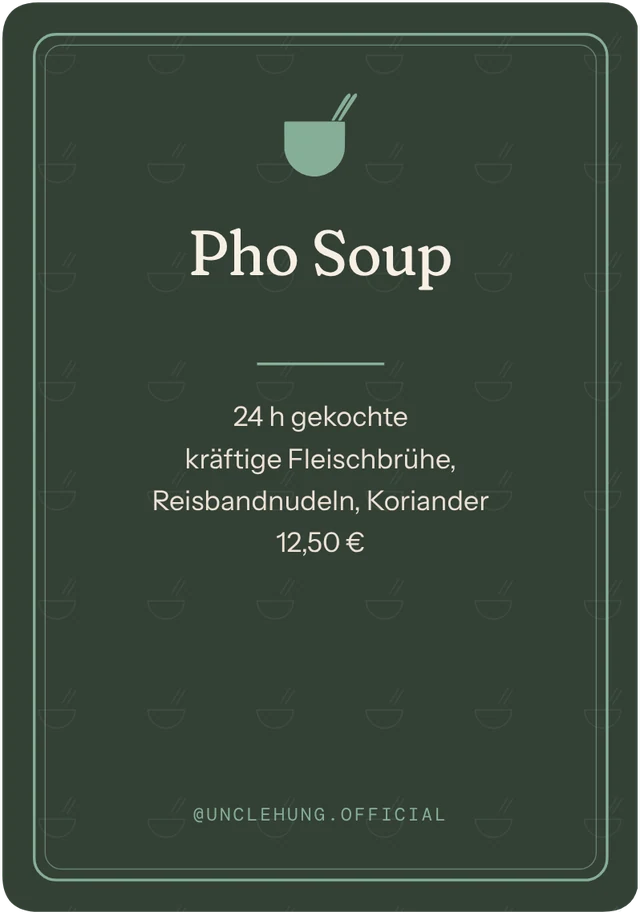 Pho Soup
24 h gekochte
kräftige Fleischbrühe,
Reisbandnudeln, Koriander
12,50 €
@UNCLEHUNG.OFFICIAL